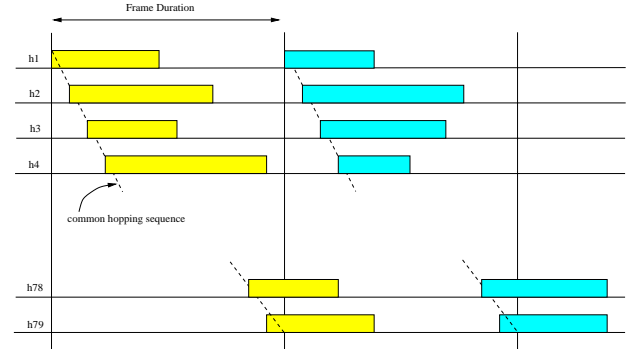 Frame Duration
h1
h2
h3
h4
common hopping sequence
h78
h79